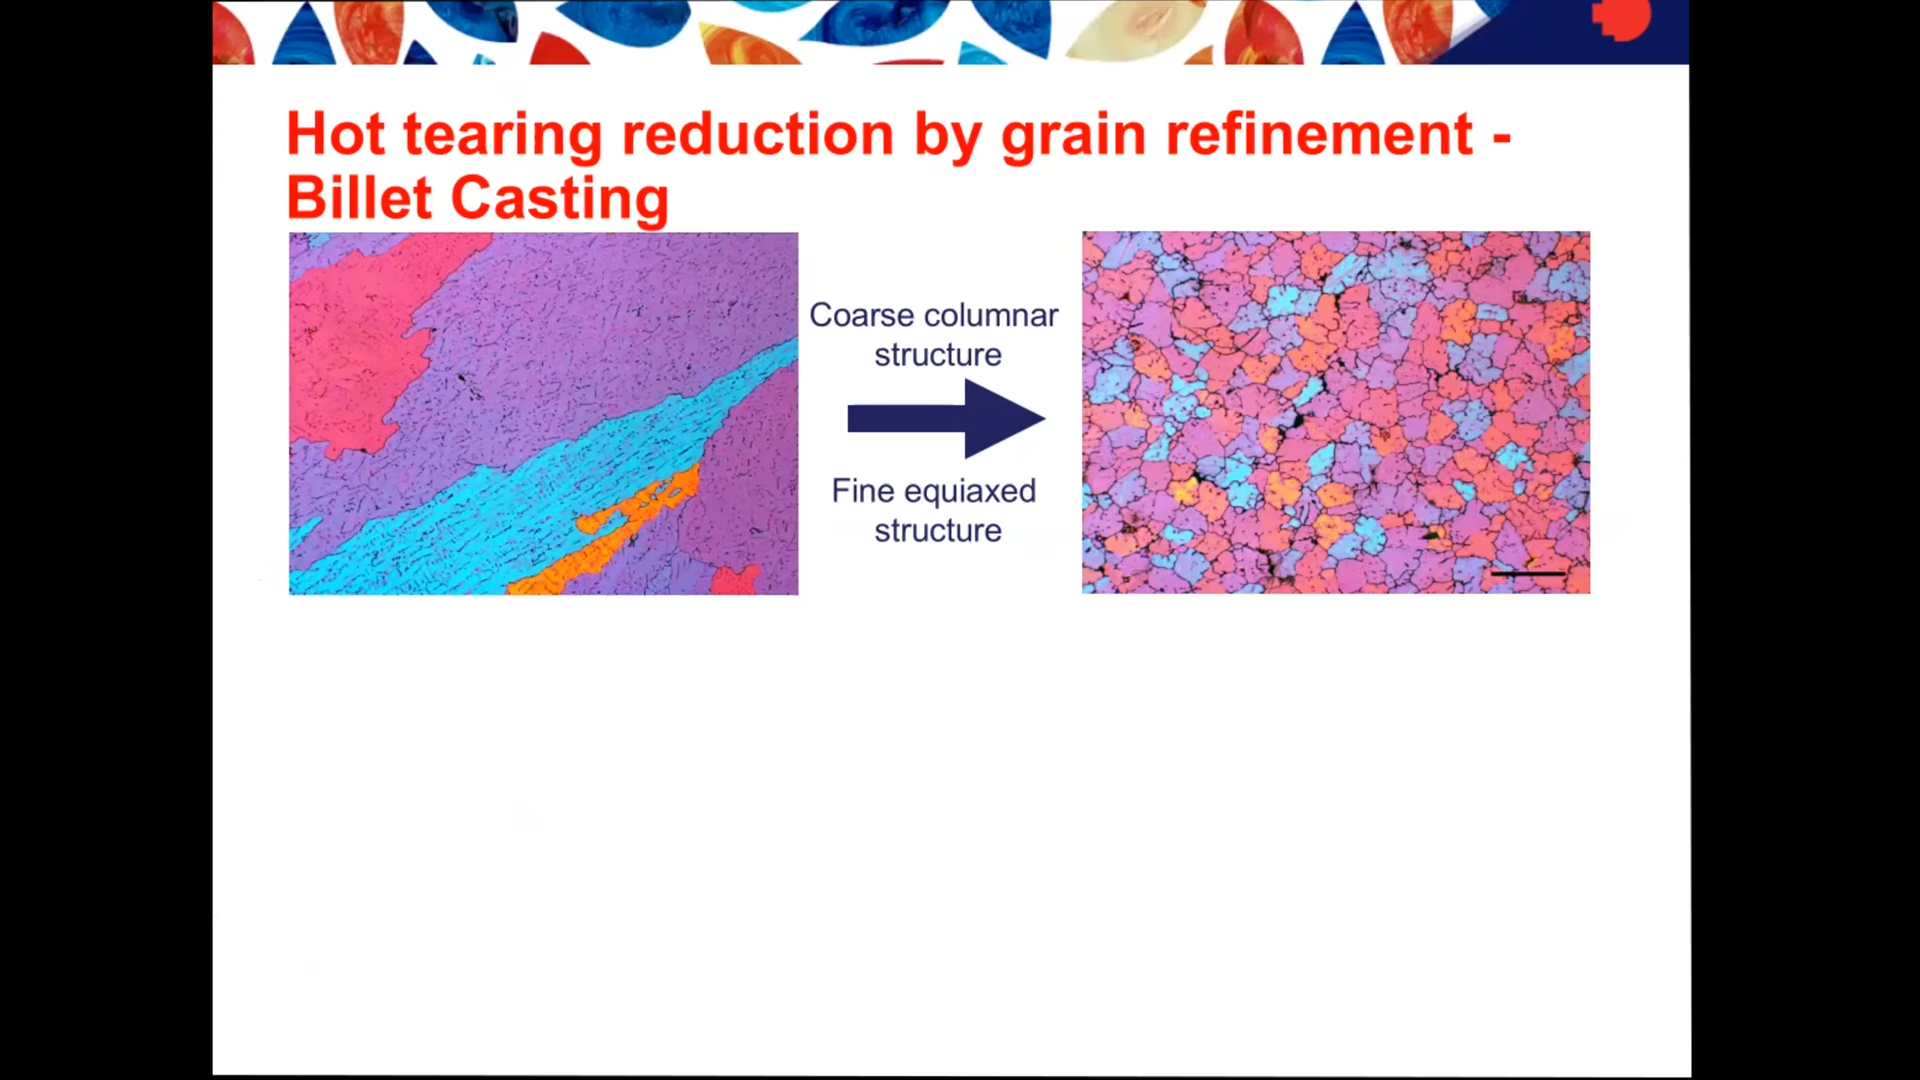 Hot tearing reduction by grain refinement -
Billet Casting
Coarse columnar
structure
Fine equiaxed
structure